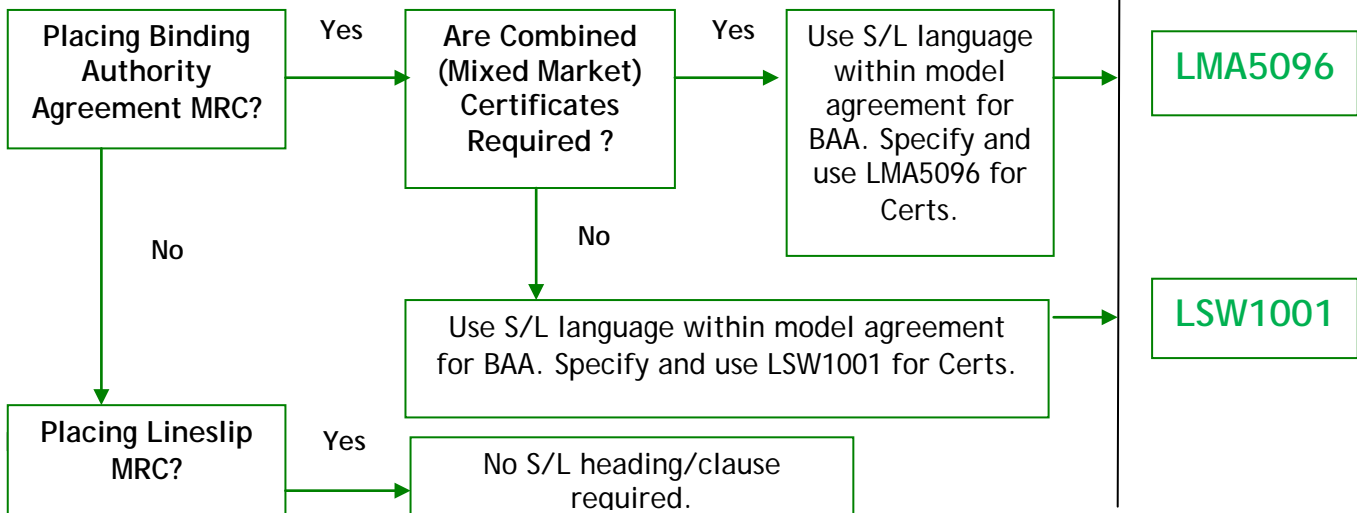 Placing Binding
Authority
Agreement MRC?
Yes
Are Combined
(Mixed Market)
Certificates
Required ?
Yes
Use S/L language
within model
agreement for
BAA. Specify and
use LMA5096 for
Certs.
LMA5096
No
No
Use S/L language within model agreement
for BAA. Specify and use LSW1001 for Certs.
LSW1001
Placing Lineslip
MRC?
Yes
No S/L heading/clause
required.